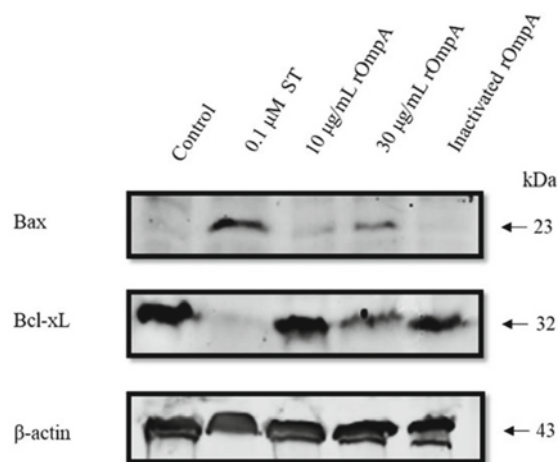 Control
0.1 μM ST
10 μg/mL rOmpA
30 μg/mL rOmpA
Inactivated rOmpA
kDa
Bax
23
Bcl-xL
32
β-actin
43